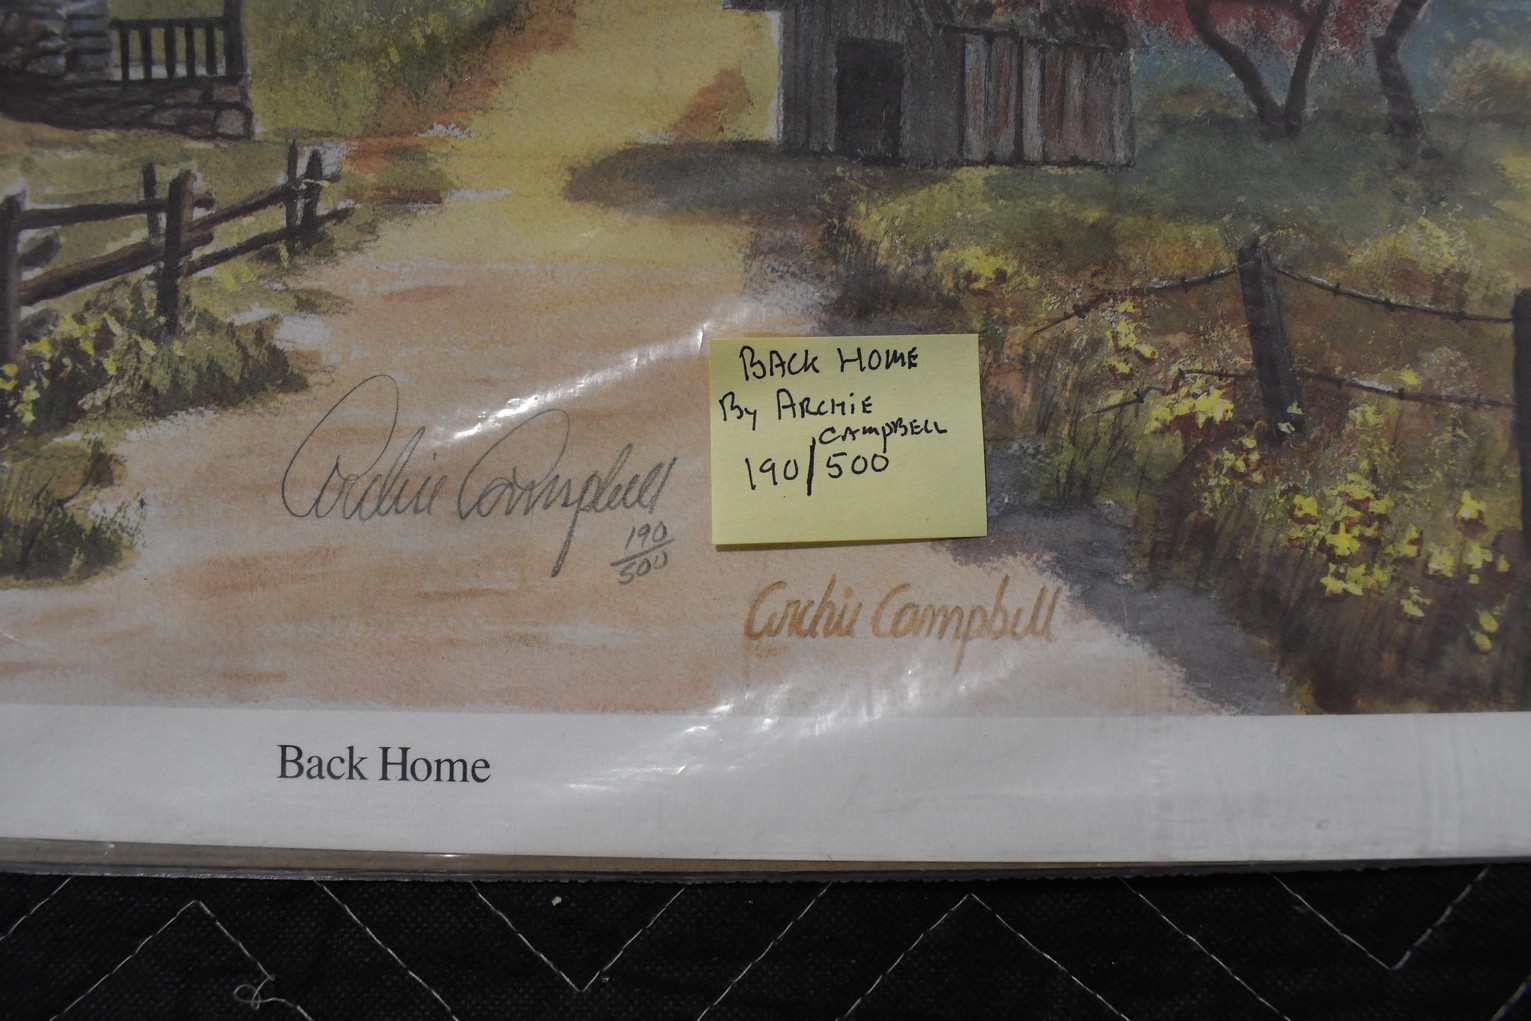 BACK HOME
By ARCHIE
CAMPBELL
190/500
Archie Campbell
190
500
Archie Campbell
Back Home